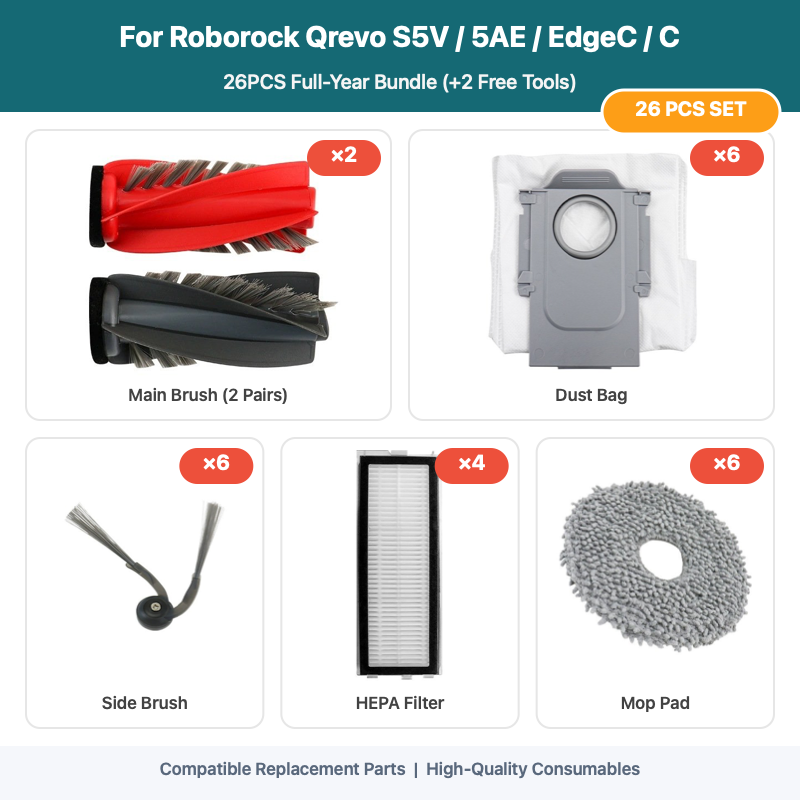 For Roborock Qrevo S5V / 5AE / EdgeC / C
26PCS Full-Year Bundle (+2 Free Tools)
26 PCS SET
×2
Main Brush (2 Pairs)
×6
Dust Bag
×6
Side Brush
×4
HEPA Filter
×6
Mop Pad
Compatible Replacement Parts | High-Quality Consumables